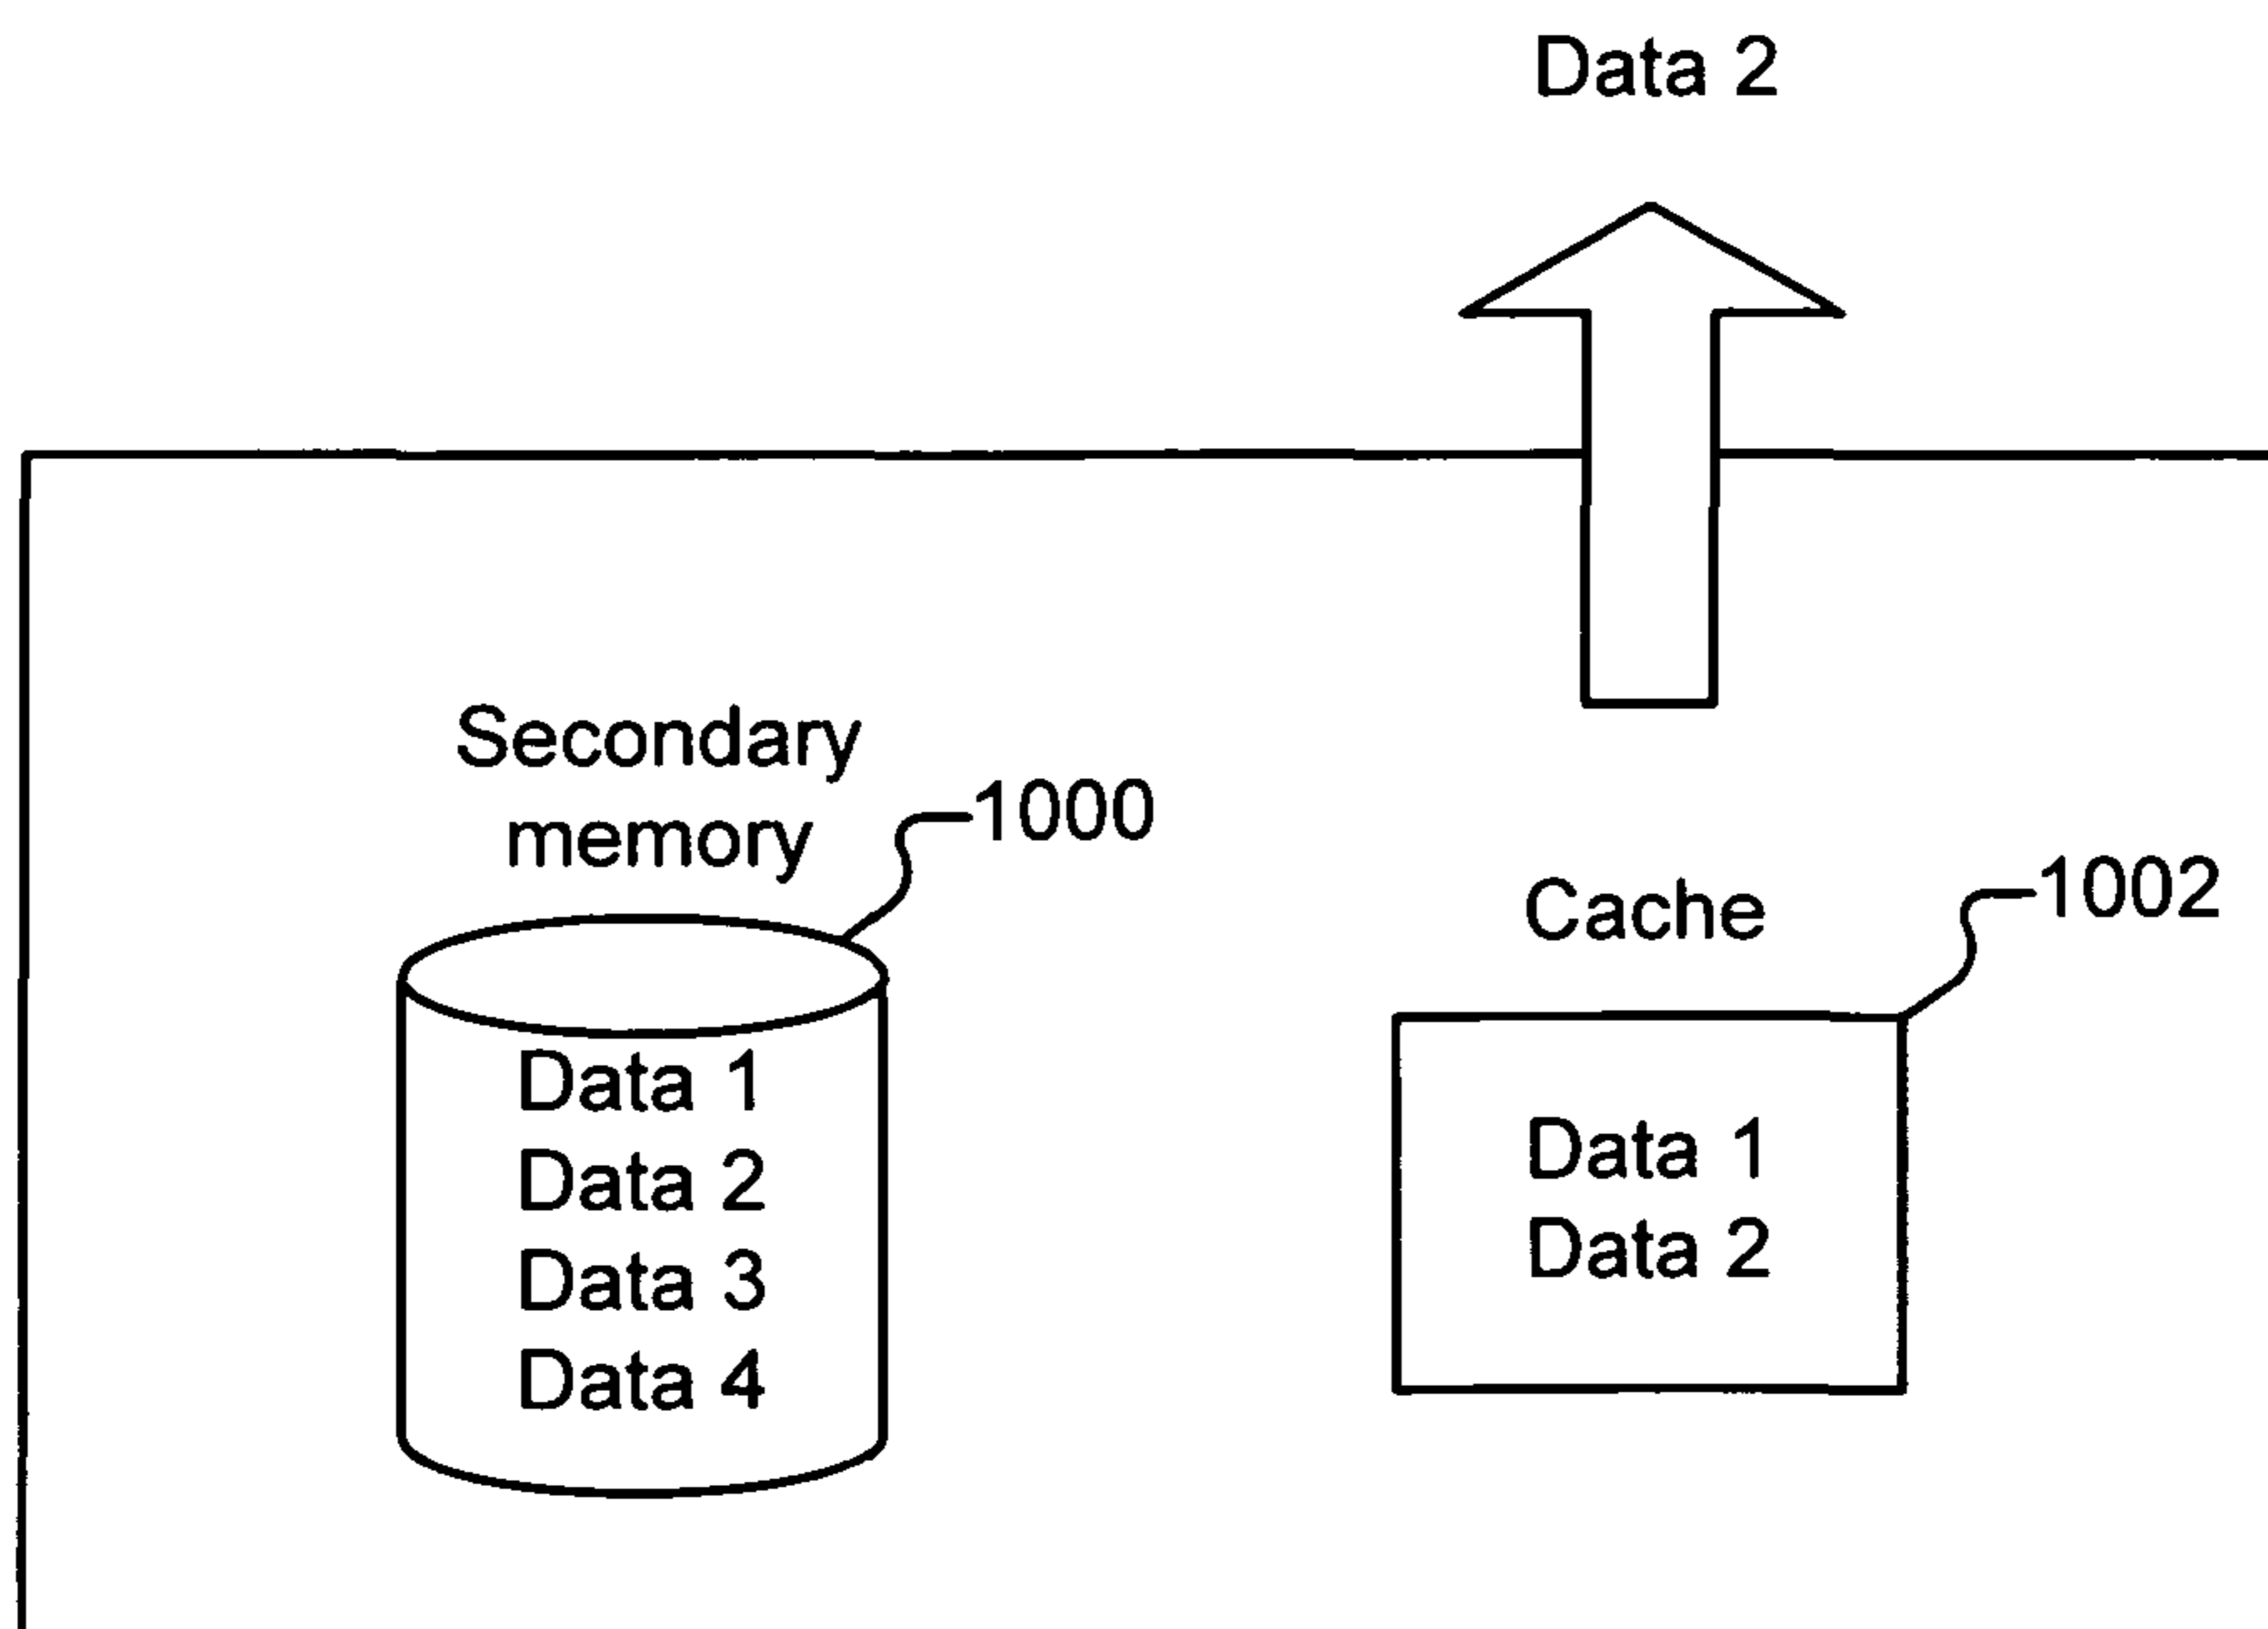 Data 2
Secondary
memory
1000
Cache
1002
Data 1
Data 2
Data 3
Data 4
Data 1
Data 2